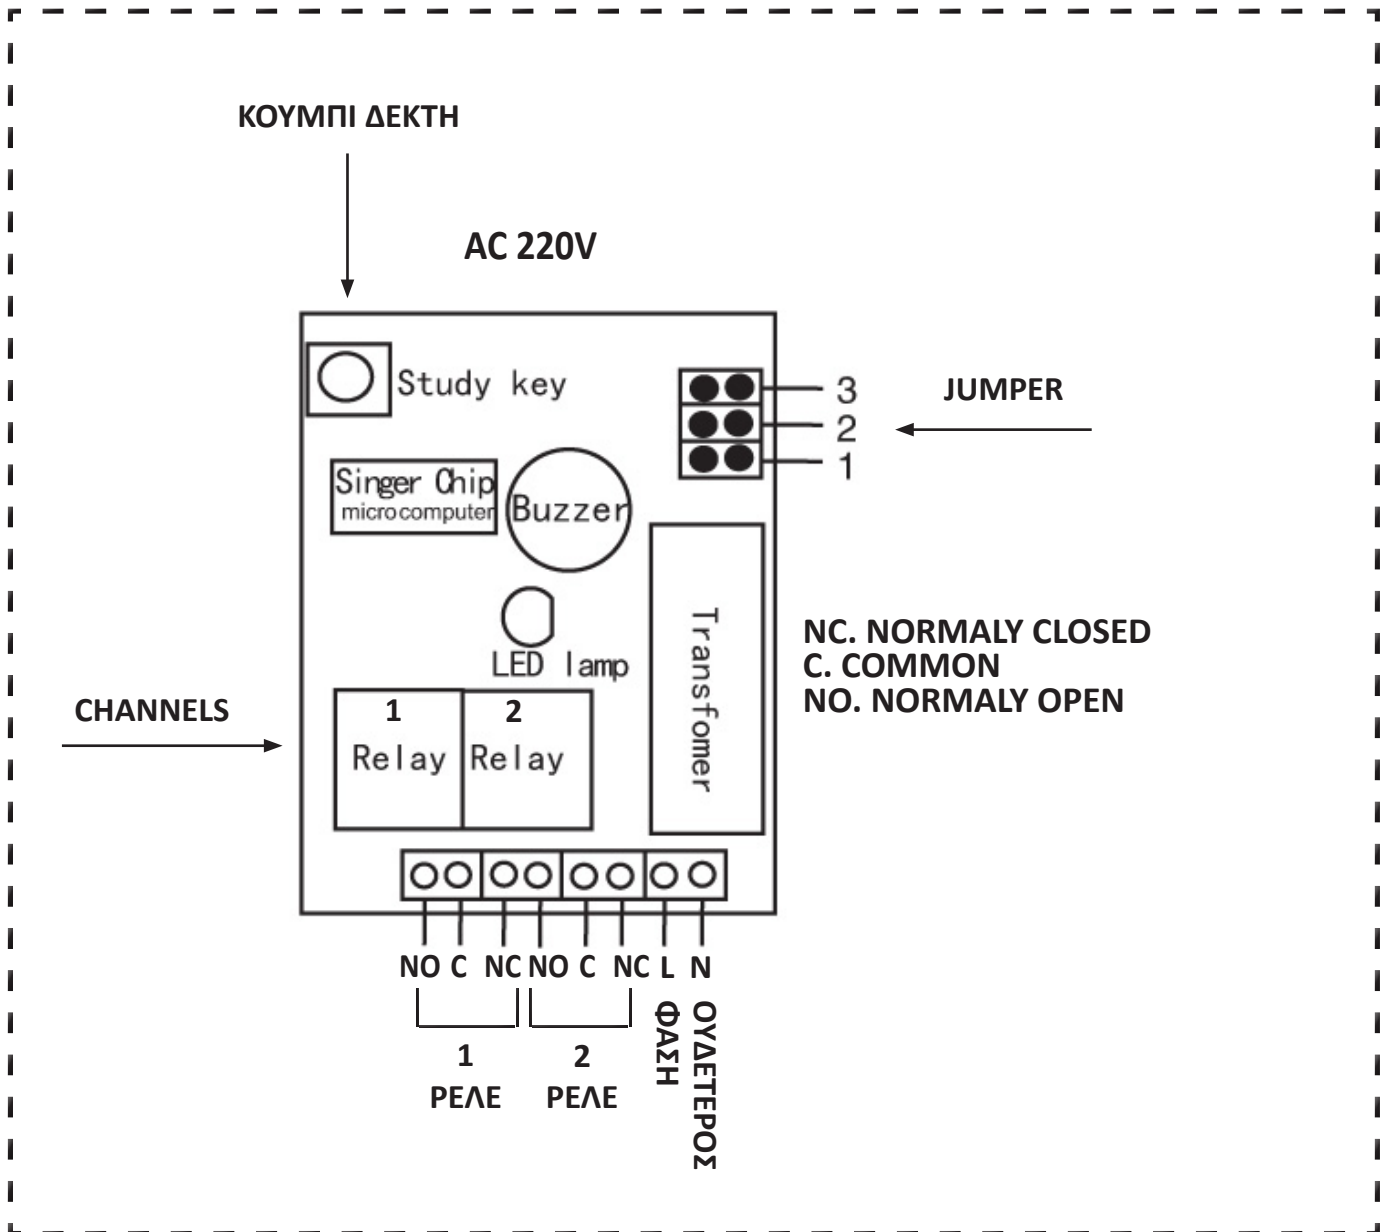 ΚΟΥΜΠΙ ΔΕΚΤΗ
AC 220V
Study key
3
2
1
JUMPER
Singer Chip
microcomputer
Buzzer
LED lamp
Transfomer
NC. NORMALY CLOSED
C. COMMON
NO. NORMALY OPEN
CHANNELS
1 2
Relay Relay
NO C NC NO C NC L N
ΦΑΣΗ
ΟΥΔΕΤΕΡΟΣ
1 2
ΡΕΛΕ ΡΕΛΕ